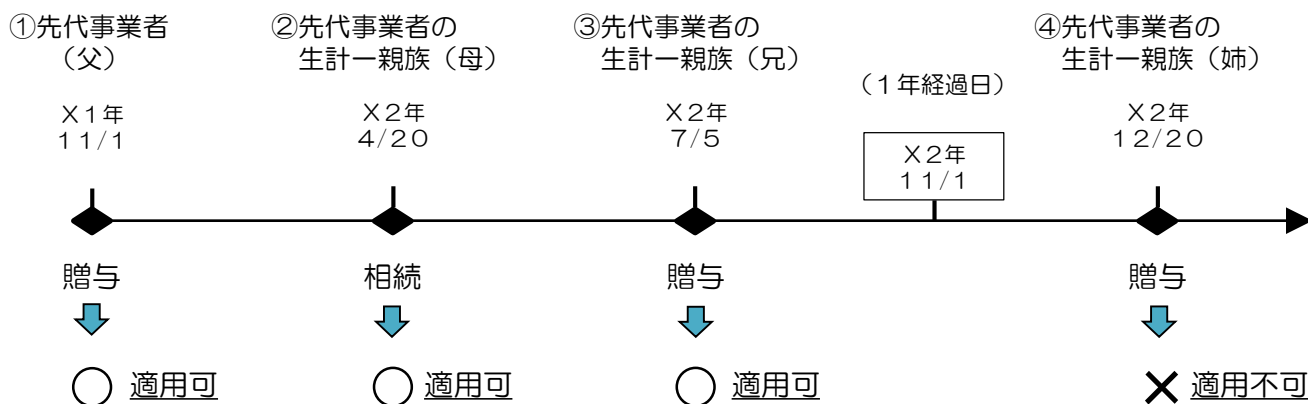 ①先代事業者
（父）
Ｘ１年
１１/１
贈与
○ 適用可
②先代事業者の
生計一親族（母）
Ｘ２年
４/２０
相続
○ 適用可
③先代事業者の
生計一親族（兄）
Ｘ２年
７/５
贈与
○ 適用可
（１年経過日）
Ｘ２年
１１/１
④先代事業者の
生計一親族（姉）
Ｘ２年
１２/２０
贈与
× 適用不可